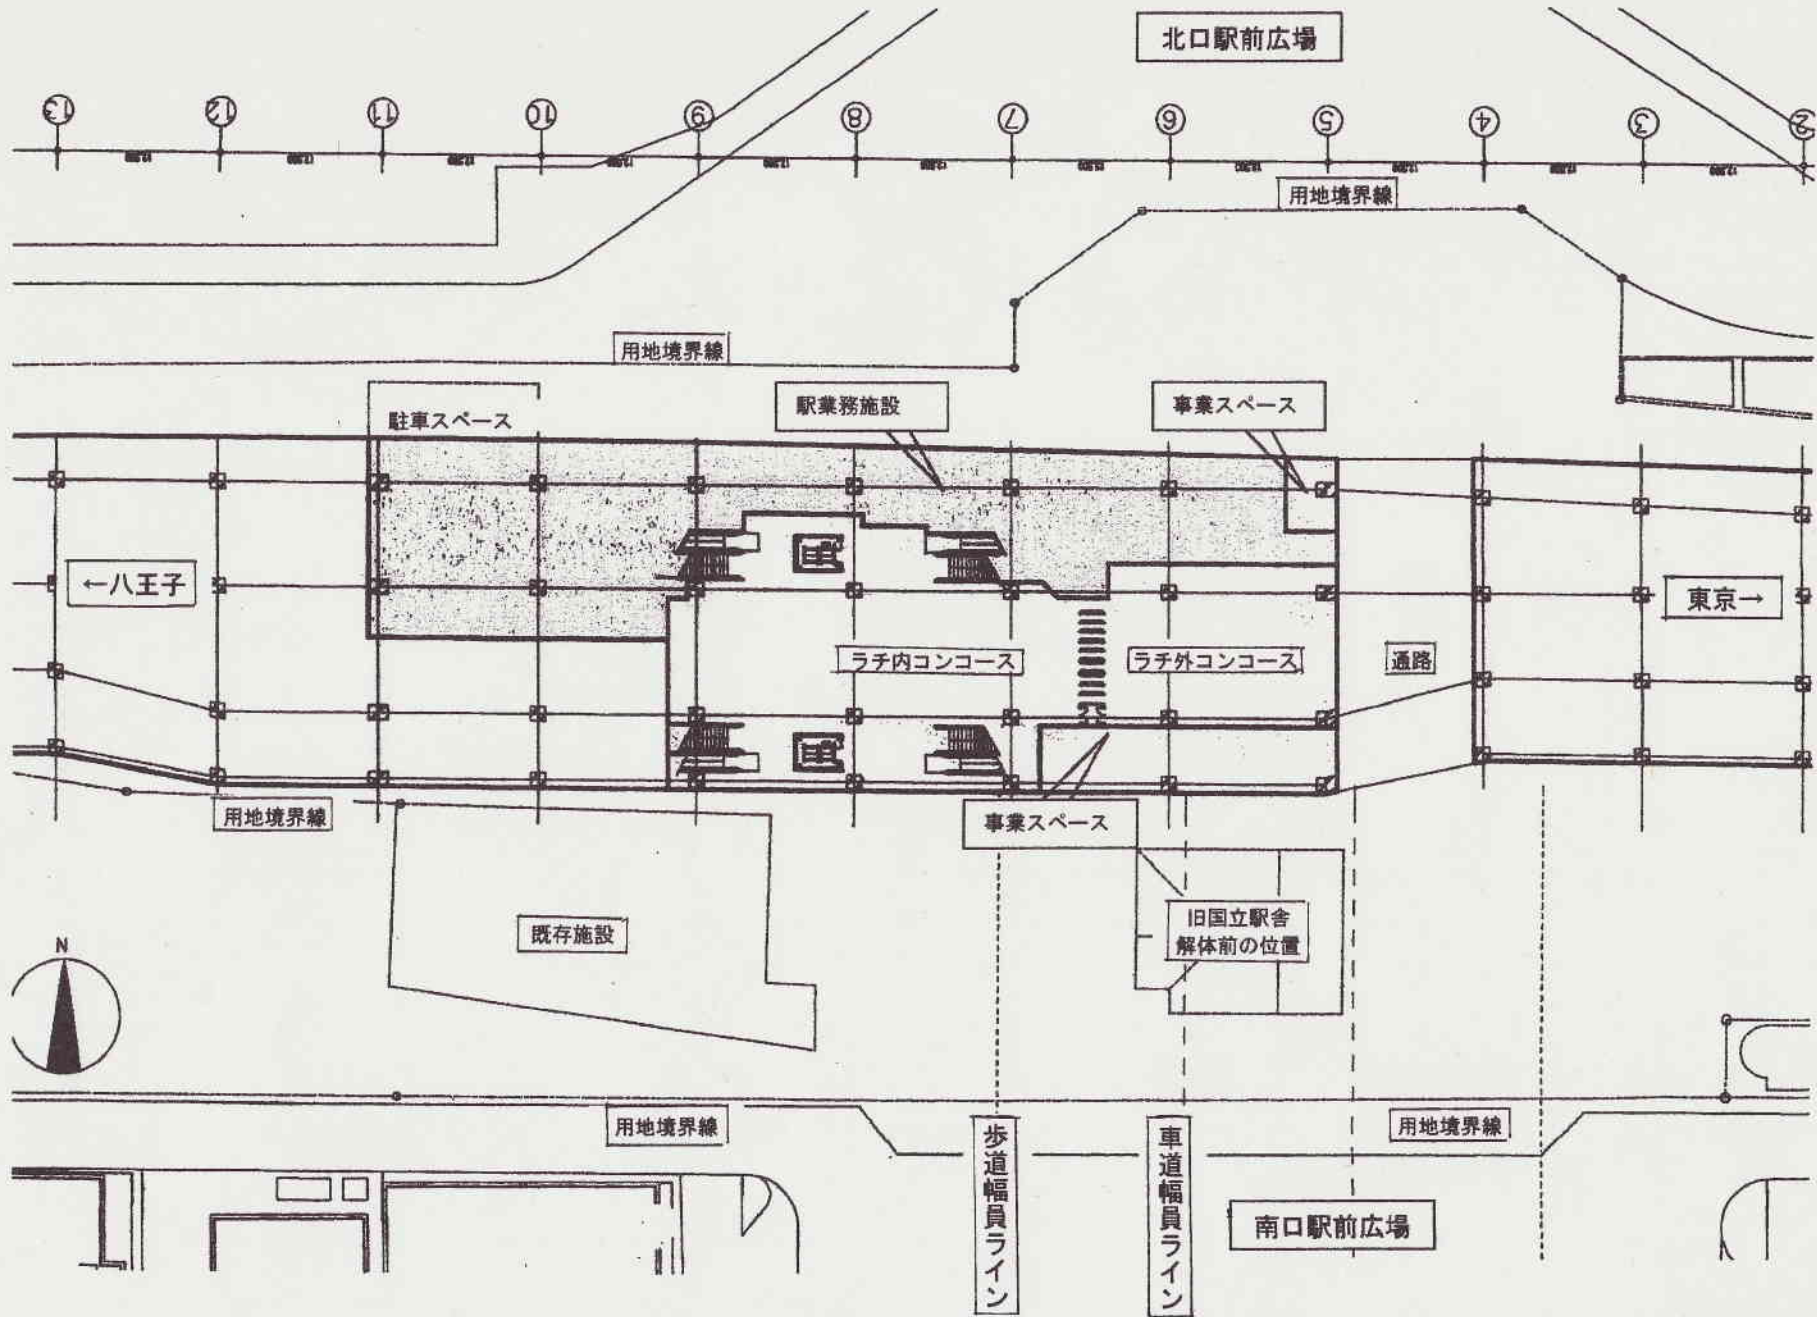 北口駅前広場
13
12
11
10
9
8
7
6
5
4
3
2
用地境界線
用地境界線
駐車スペース
駅業務施設
事業スペース
←八王子
東京→
ラチ内コンコース
ラチ外コンコース
通路
用地境界線
事業スペース
既存施設
旧国立駅舎
解体前の位置
N
用地境界線
用地境界線
歩道幅員ライン
車道幅員ライン
南口駅前広場